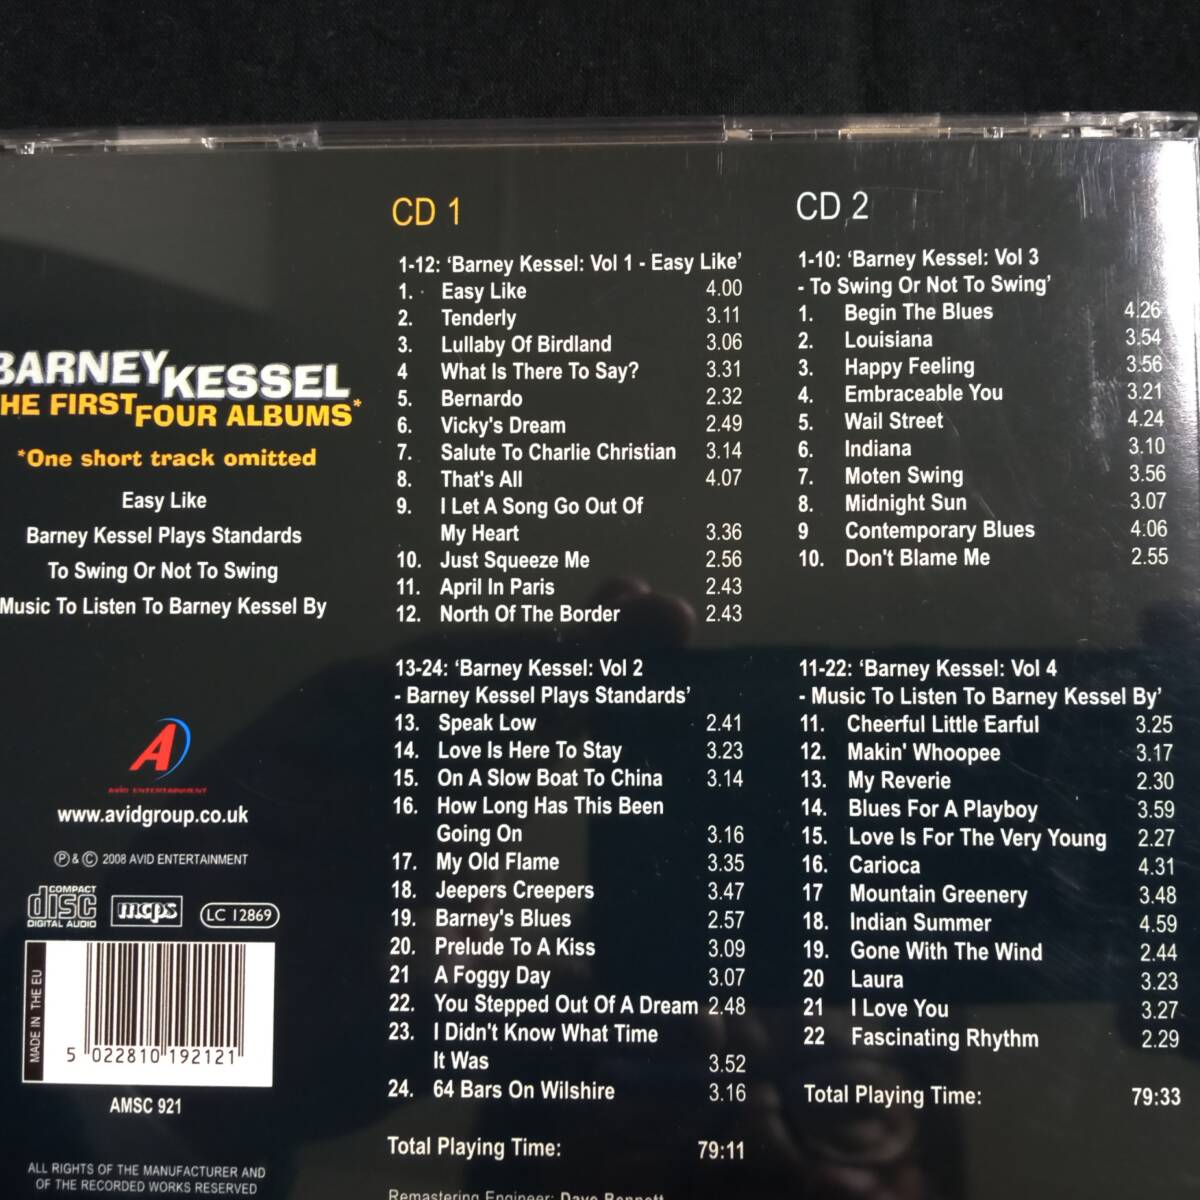 BARNEY KESSEL
THE FIRST FOUR ALBUMS*
*One short track omitted
Easy Like
Barney Kessel Plays Standards
To Swing Or Not To Swing
Music To Listen To Barney Kessel By
A
AVID ENTERTAINMENT
www.avidgroup.co.uk
Ⓟ & © 2008 AVID ENTERTAINMENT
COMPACT
disc
DIGITAL AUDIO
mcps
LC 12869
MADE IN THE EU
5 022810 192121
AMSC 921
ALL RIGHTS OF THE MANUFACTURER AND
OF THE RECORDED WORKS RESERVED
CD 1
1-12: ‘Barney Kessel: Vol 1 - Easy Like’
1. Easy Like 4.00
2. Tenderly 3.11
3. Lullaby Of Birdland 3.06
4 What Is There To Say? 3.31
5. Bernardo 2.32
6. Vicky's Dream 2.49
7. Salute To Charlie Christian 3.14
8. That's All 4.07
9. I Let A Song Go Out Of
My Heart 3.36
10. Just Squeeze Me 2.56
11. April In Paris 2.43
12. North Of The Border 2.43
13-24: ‘Barney Kessel: Vol 2
- Barney Kessel Plays Standards’
13. Speak Low 2.41
14. Love Is Here To Stay 3.23
15. On A Slow Boat To China 3.14
16. How Long Has This Been
Going On 3.16
17. My Old Flame 3.35
18. Jeepers Creepers 3.47
19. Barney's Blues 2.57
20. Prelude To A Kiss 3.09
21 A Foggy Day 3.07
22. You Stepped Out Of A Dream 2.48
23. I Didn't Know What Time
It Was 3.52
24. 64 Bars On Wilshire 3.16
Total Playing Time: 79:11
Remastering Engineer: Dave Bennett
CD 2
1-10: ‘Barney Kessel: Vol 3
- To Swing Or Not To Swing’
1. Begin The Blues 4.26
2. Louisiana 3.54
3. Happy Feeling 3.56
4. Embraceable You 3.21
5. Wail Street 4.24
6. Indiana 3.10
7. Moten Swing 3.56
8. Midnight Sun 3.07
9 Contemporary Blues 4.06
10. Don't Blame Me 2.55
11-22: ‘Barney Kessel: Vol 4
- Music To Listen To Barney Kessel By’
11. Cheerful Little Earful 3.25
12. Makin' Whoopee 3.17
13. My Reverie 2.30
14. Blues For A Playboy 3.59
15. Love Is For The Very Young 2.27
16. Carioca 4.31
17 Mountain Greenery 3.48
18. Indian Summer 4.59
19. Gone With The Wind 2.44
20 Laura 3.23
21 I Love You 3.27
22 Fascinating Rhythm 2.29
Total Playing Time: 79:33